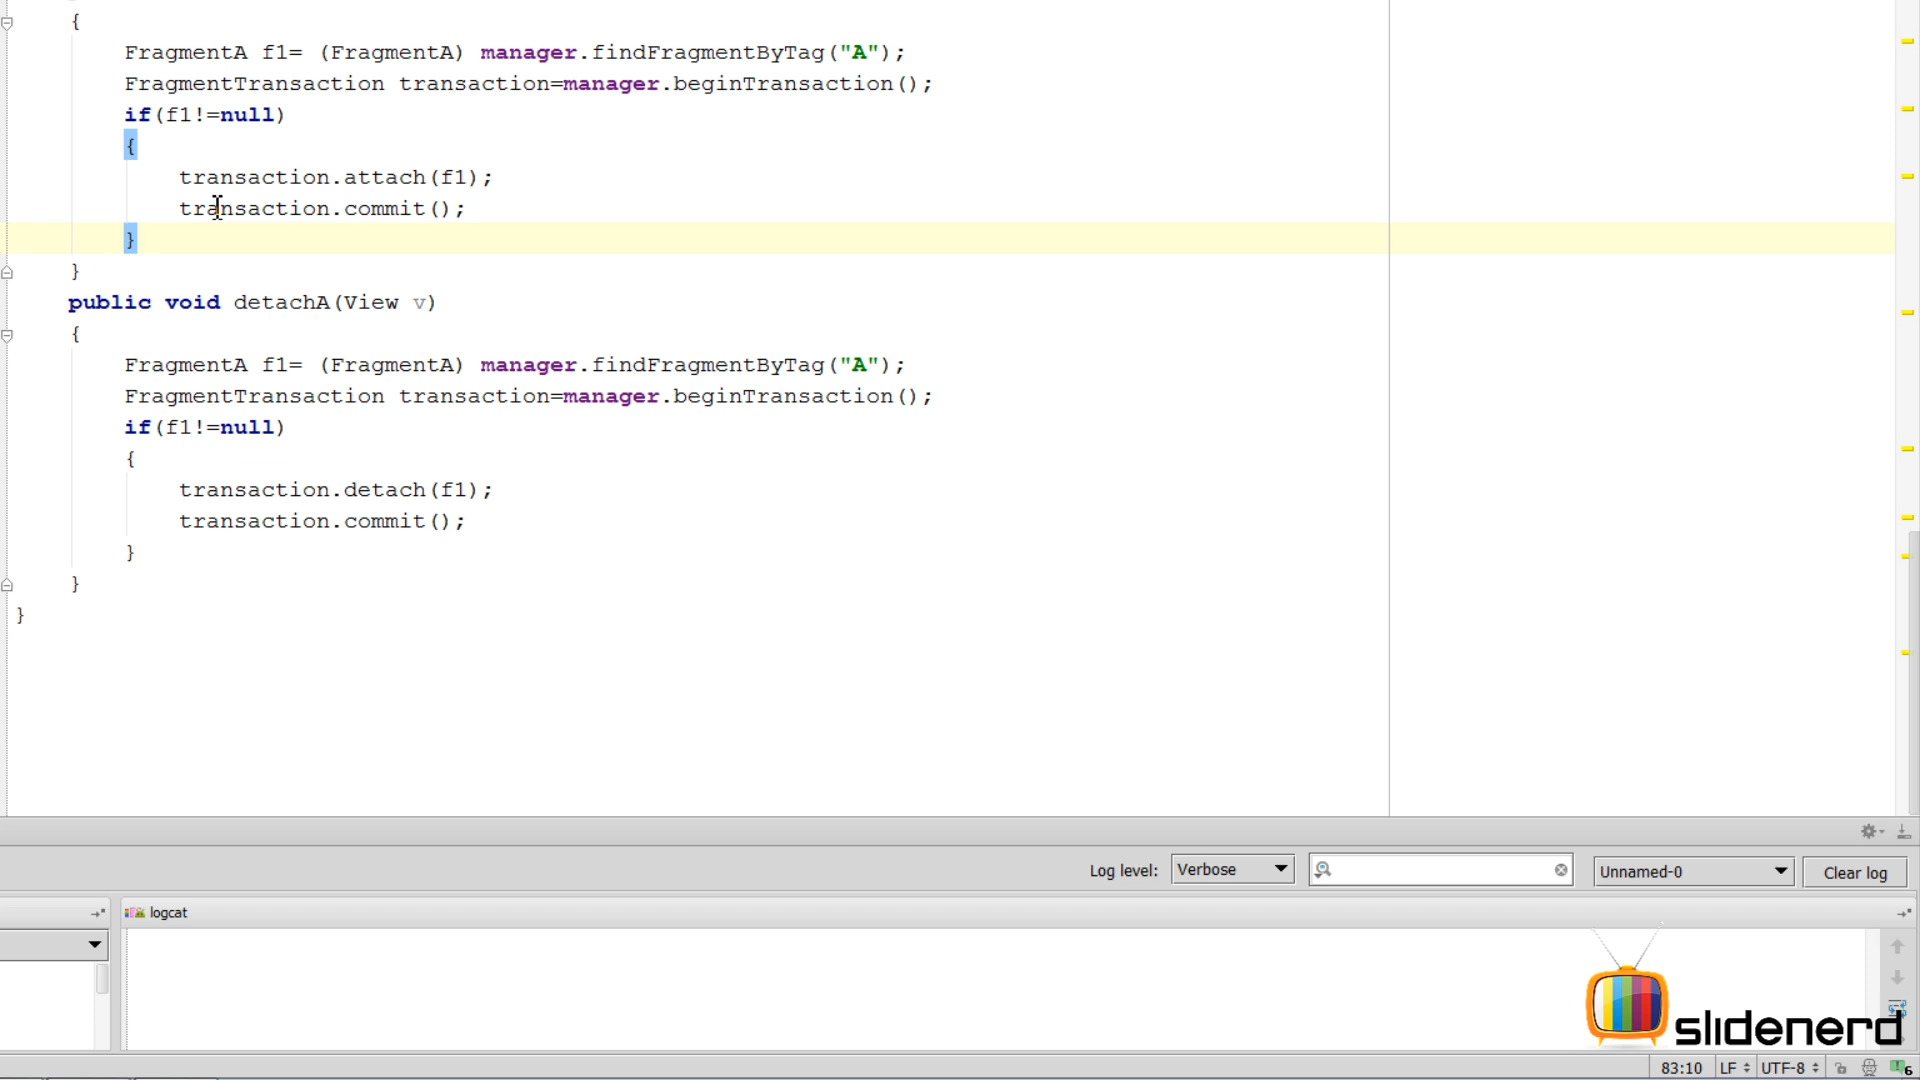 {
FragmentA f1= (FragmentA) manager.findFragmentByTag("A");
FragmentTransaction transaction=manager.beginTransaction();
if(f1!=null)
{
transaction.attach(f1);
transaction.commit();
}
}
public void detachA(View v)
{
FragmentA f1= (FragmentA) manager.findFragmentByTag("A");
FragmentTransaction transaction=manager.beginTransaction();
if(f1!=null)
{
transaction.detach(f1);
transaction.commit();
}
}
}
Log level: Verbose Unnamed-0 Clear log
logcat
slidenerd
83:10 LF UTF-8 6